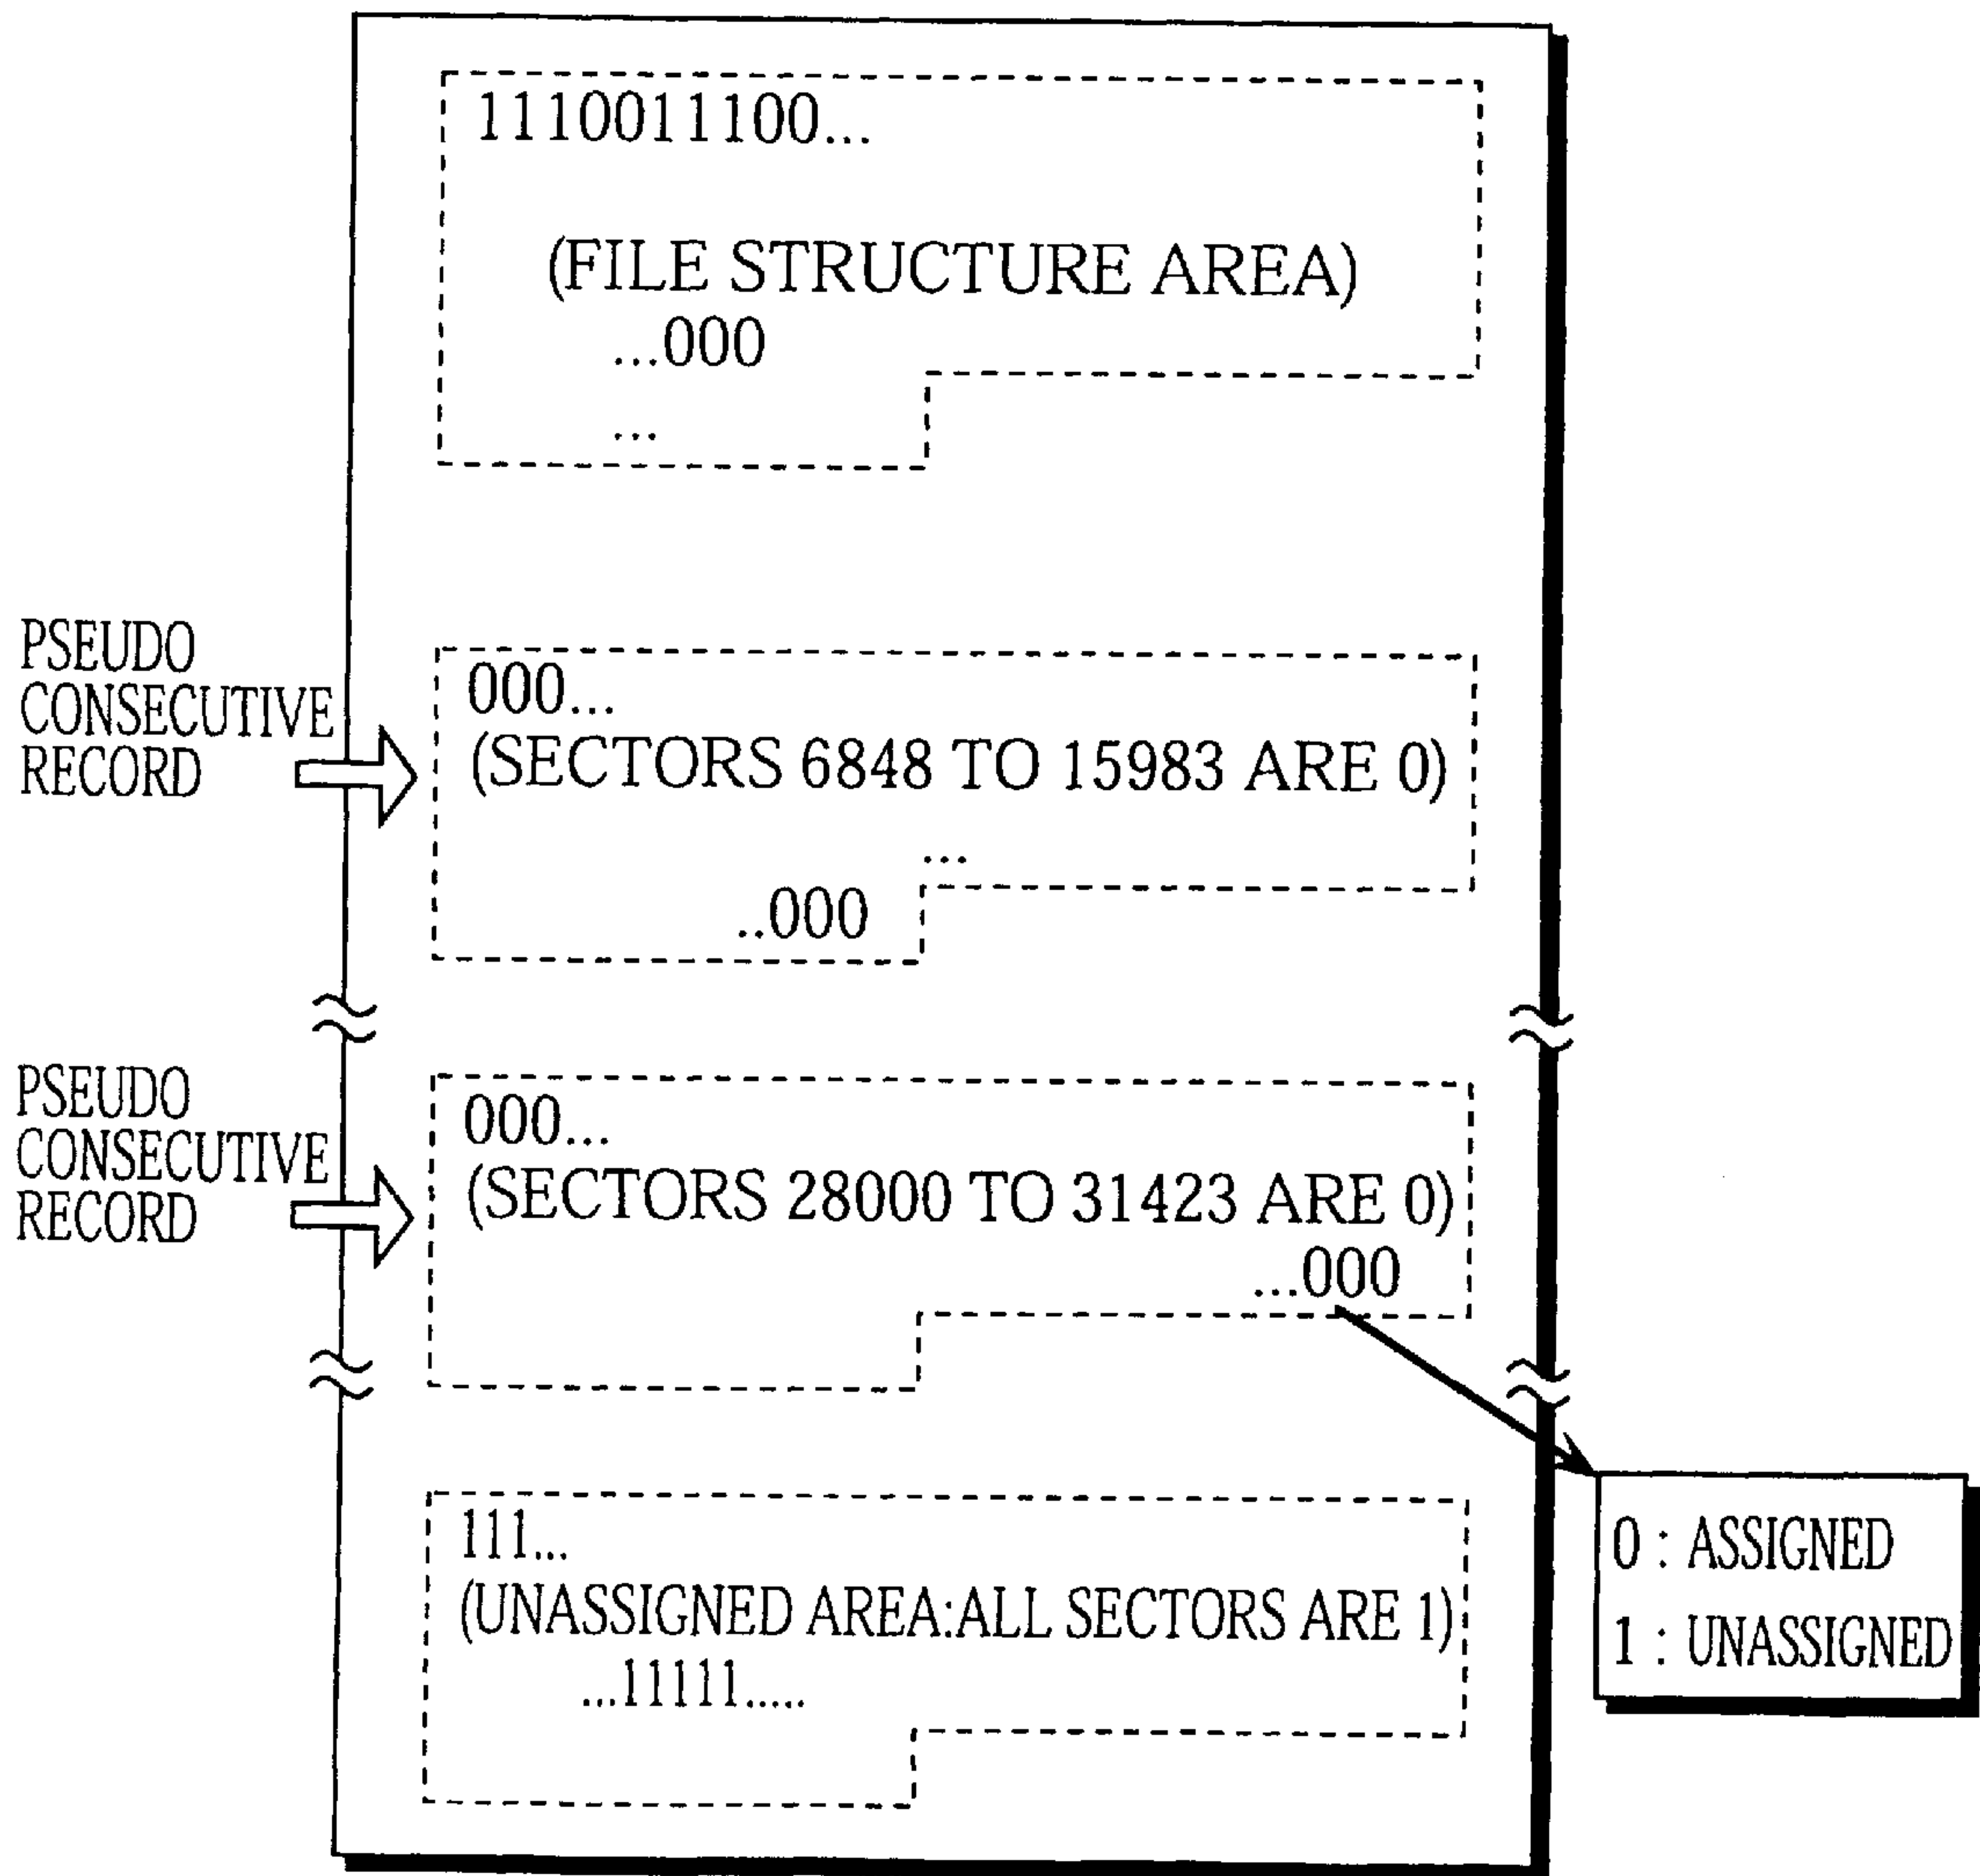 1110011100...
(FILE STRUCTURE AREA)
...000
...
PSEUDO
CONSECUTIVE
RECORD
000...
(SECTORS 6848 TO 15983 ARE 0)
...
..000
PSEUDO
CONSECUTIVE
RECORD
000...
(SECTORS 28000 TO 31423 ARE 0)
...000
111...
(UNASSIGNED AREA:ALL SECTORS ARE 1)
...11111.....
0 : ASSIGNED
1 : UNASSIGNED